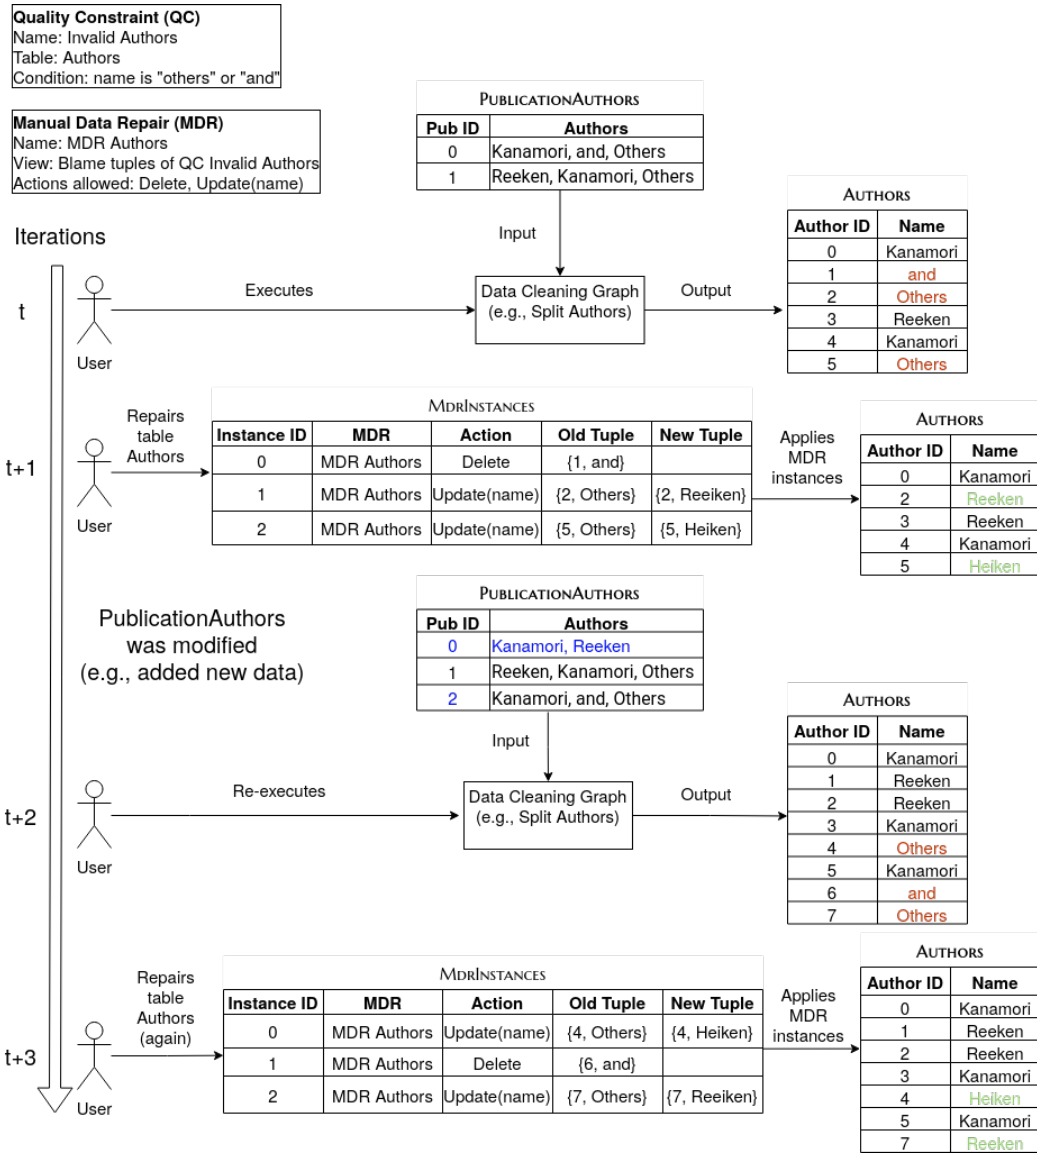 Quality Constraint (QC)
Name: Invalid Authors
Table: Authors
Condition: name is "others" or "and"
Manual Data Repair (MDR)
Name: MDR Authors
View: Blame tuples of QC Invalid Authors
Actions allowed: Delete, Update(name)
PUBLICATIONAUTHORS
Pub ID Authors
0 Kanamori, and, Others
1 Reeken, Kanamori, Others
Iterations
Input
t
User
Executes
Data Cleaning Graph
(e.g., Split Authors)
Output
AUTHORS
Author ID Name
0 Kanamori
1 and
2 Others
3 Reeken
4 Kanamori
5 Others
t+1
User
Repairs
table
Authors
MDRINSTANCES
Instance ID MDR Action Old Tuple New Tuple
0 MDR Authors Delete {1, and}
1 MDR Authors Update(name) {2, Others} {2, Reeiken}
2 MDR Authors Update(name) {5, Others} {5, Heiken}
Applies
MDR
instances
AUTHORS
Author ID Name
0 Kanamori
2 Reeken
3 Reeken
4 Kanamori
5 Heiken
PublicationAuthors
was modified
(e.g., added new data)
PUBLICATIONAUTHORS
Pub ID Authors
0 Kanamori, Reeken
1 Reeken, Kanamori, Others
2 Kanamori, and, Others
Input
t+2
User
Re-executes
Data Cleaning Graph
(e.g., Split Authors)
Output
AUTHORS
Author ID Name
0 Kanamori
1 Reeken
2 Reeken
3 Kanamori
4 Others
5 Kanamori
6 and
7 Others
t+3
User
Repairs
table
Authors
(again)
MDRINSTANCES
Instance ID MDR Action Old Tuple New Tuple
0 MDR Authors Update(name) {4, Others} {4, Heiken}
1 MDR Authors Delete {6, and}
2 MDR Authors Update(name) {7, Others} {7, Reeiken}
Applies
MDR
instances
AUTHORS
Author ID Name
0 Kanamori
1 Reeken
2 Reeken
3 Kanamori
4 Heiken
5 Kanamori
7 Reeken